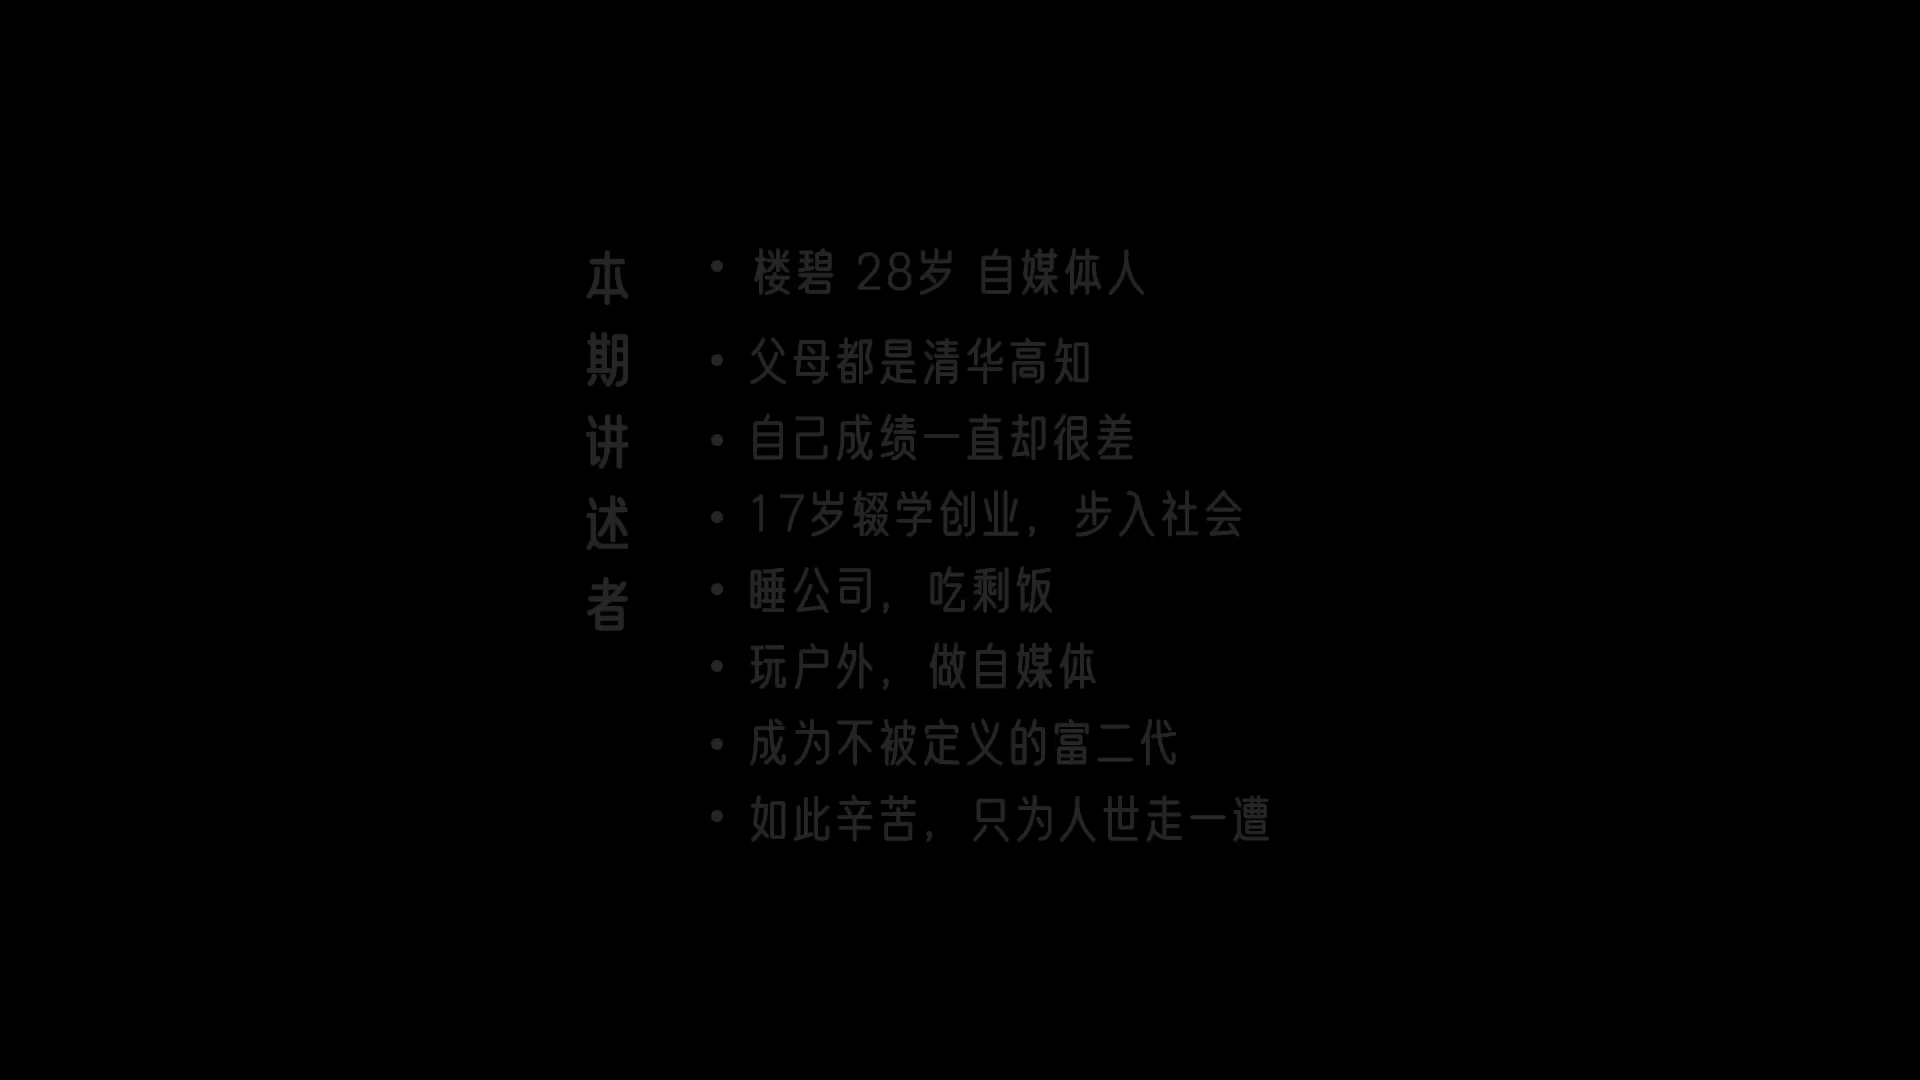 本期讲述者
• 楼碧 28岁 自媒体人
• 父母都是清华高知
• 自己成绩一直却很差
• 17岁辍学创业，步入社会
• 睡公司，吃剩饭
• 玩户外，做自媒体
• 成为不被定义的富二代
• 如此辛苦，只为人世走一遭